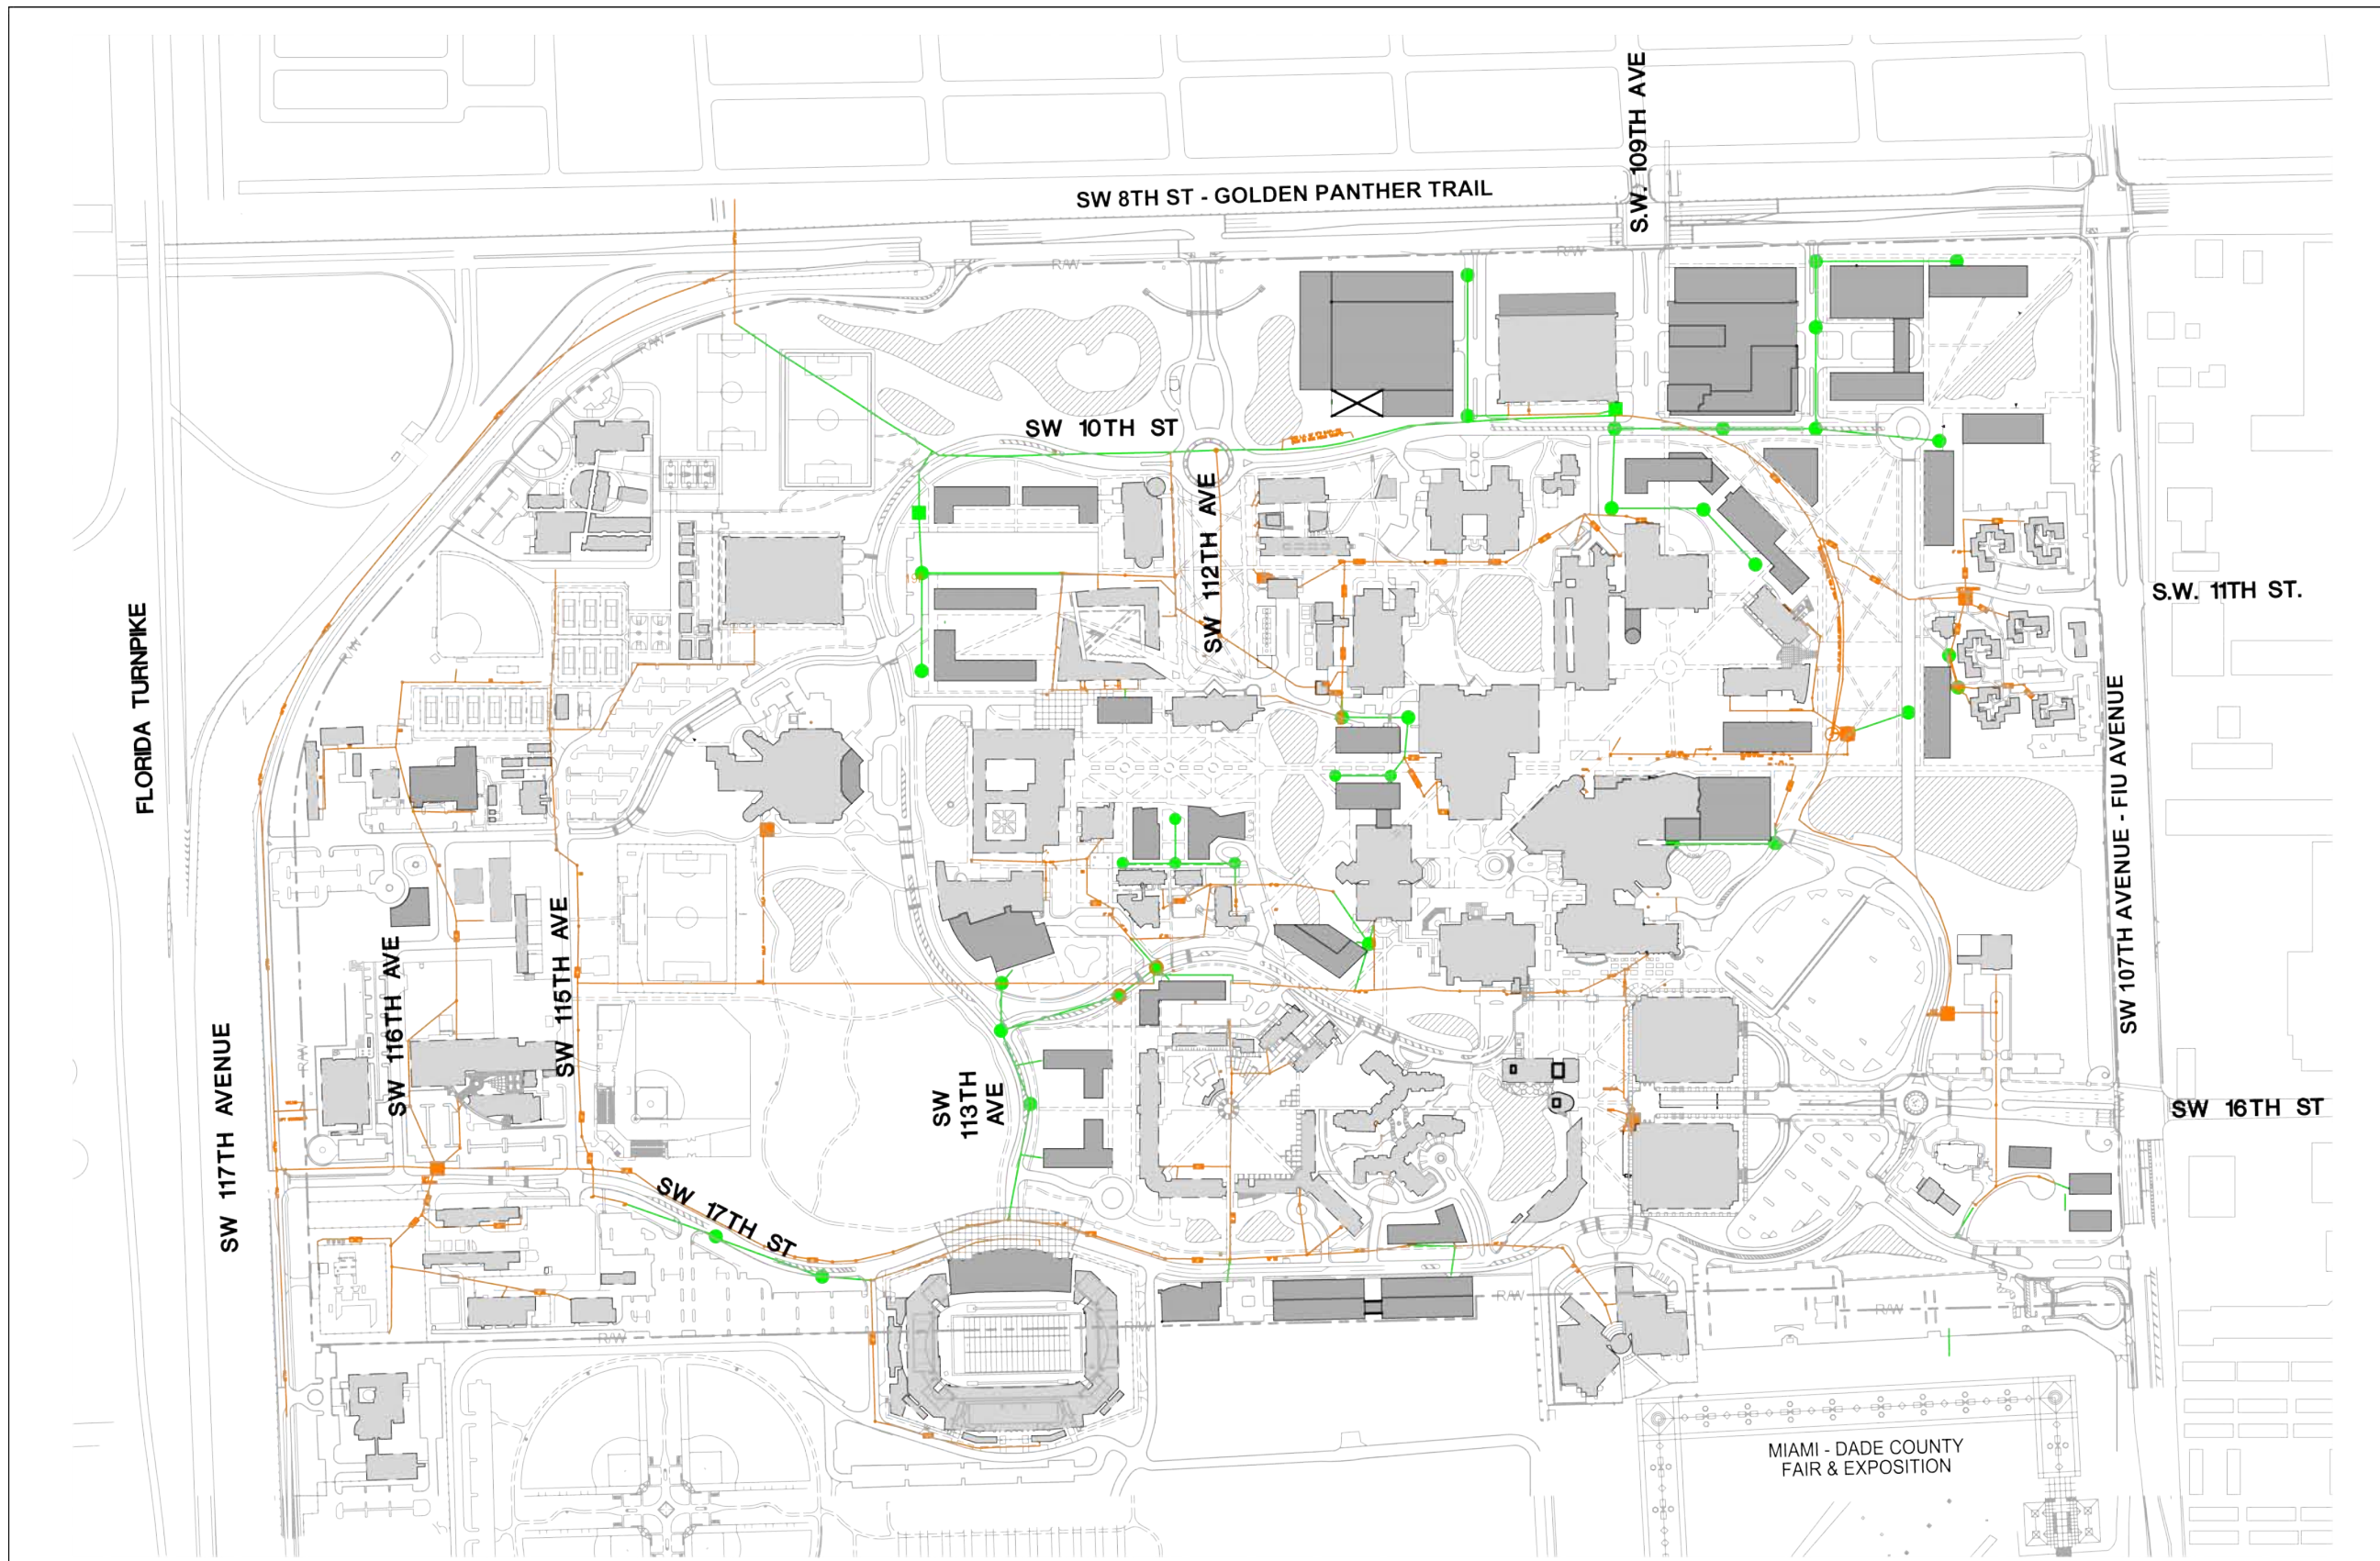 S.W. 109TH AVE
SW 8TH ST - GOLDEN PANTHER TRAIL
R/W
R/W
R/W
SW 10TH ST
SW 112TH AVE
R/W
S.W. 11TH ST.
FLORIDA TURNPIKE
R/W
SW 107TH AVENUE - FIU AVENUE
SW 115TH AVE
SW 116TH AVE
SW 117TH AVENUE
R/W
SW
113TH
AVE
SW 16TH ST
SW 17TH ST
R/W
R/W
R/W
R/W
MIAMI - DADE COUNTY
FAIR & EXPOSITION